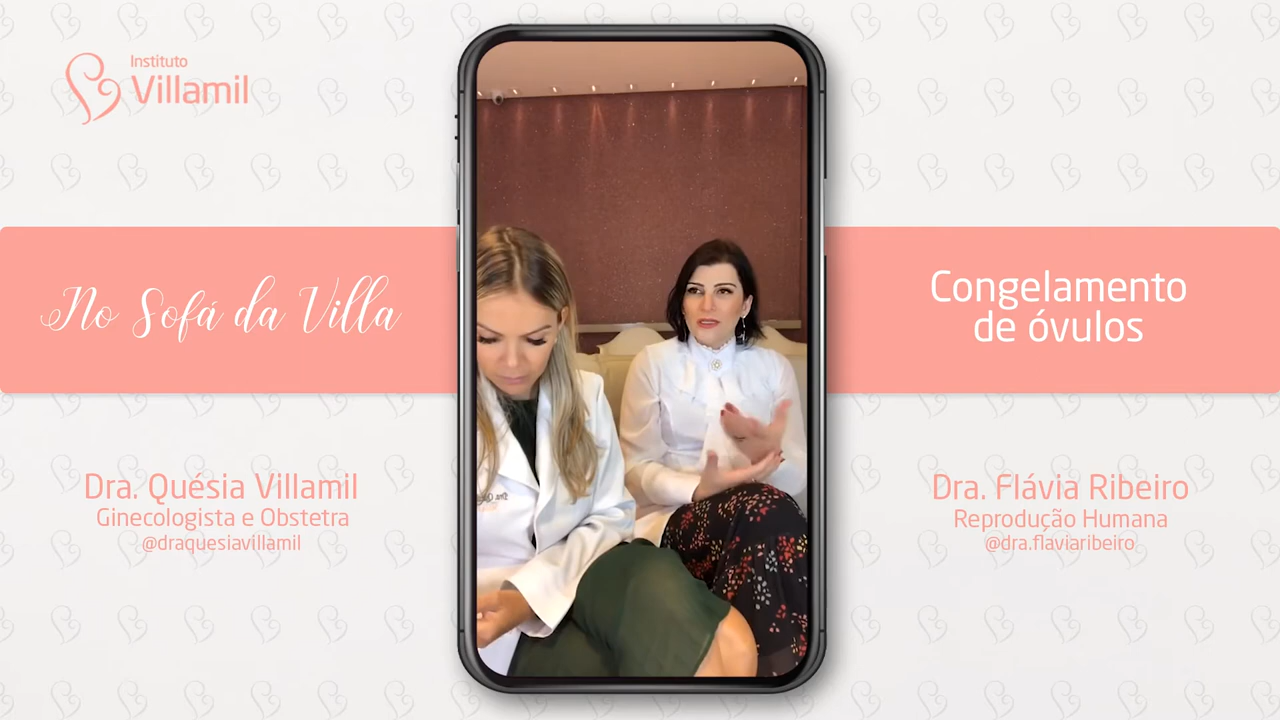 Instituto
Villamil
No Sofá da Villa
Congelamento
de óvulos
Dra. Quésia Villamil
Ginecologista e Obstetra
@draquesiavillamil
Dra. Flávia Ribeiro
Reprodução Humana
@dra.flaviaribeiro